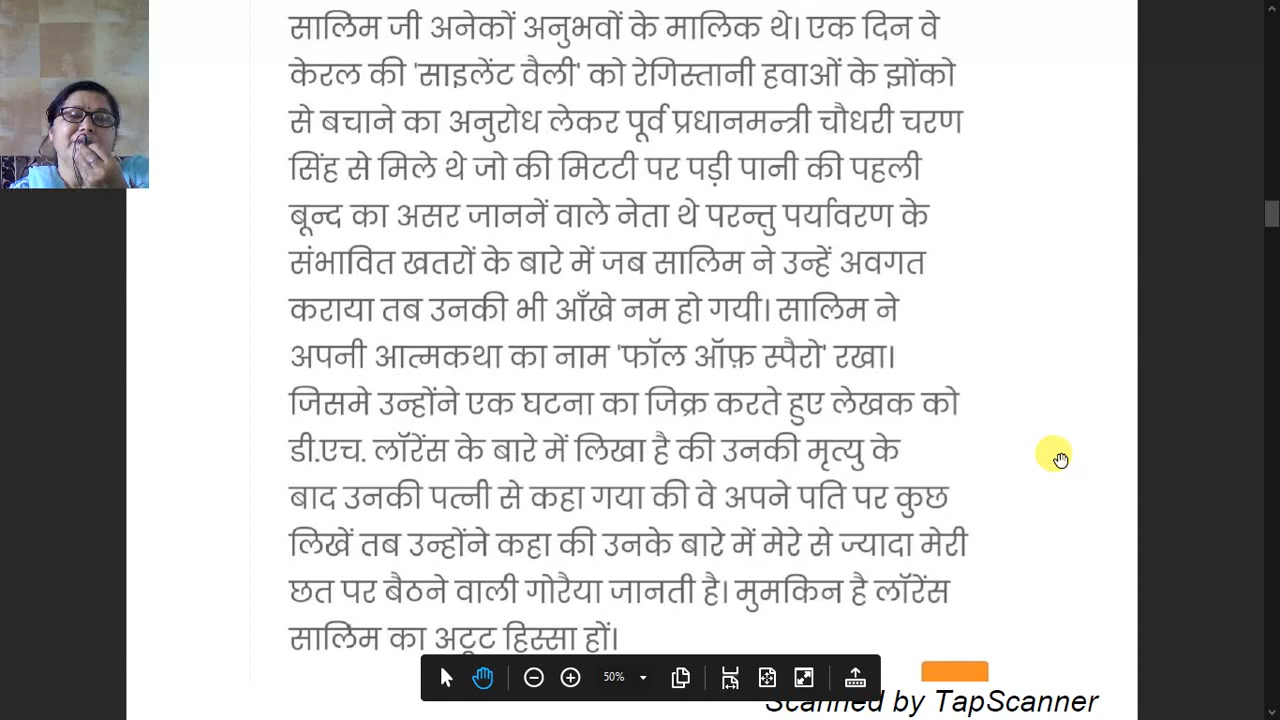 सालिम जी अनेकों अनुभवों के मालिक थे। एक दिन वे
केरल की 'साइलेंट वैली' को रेगिस्तानी हवाओं के झोंको
से बचाने का अनुरोध लेकर पूर्व प्रधानमन्त्री चौधरी चरण
सिंह से मिले थे जो की मिटटी पर पड़ी पानी की पहली
बून्द का असर जाननें वाले नेता थे परन्तु पर्यावरण के
संभावित खतरों के बारे में जब सालिम ने उन्हें अवगत
कराया तब उनकी भी आँखे नम हो गयी। सालिम ने
अपनी आत्मकथा का नाम 'फॉल ऑफ़ स्पैरो' रखा।
जिसमे उन्होंने एक घटना का जिक्र करते हुए लेखक को
डी.एच. लॉरेंस के बारे में लिखा है की उनकी मृत्यु के
बाद उनकी पत्नी से कहा गया की वे अपने पति पर कुछ
लिखें तब उन्होंने कहा की उनके बारे में मेरे से ज्यादा मेरी
छत पर बैठने वाली गोरैया जानती है। मुमकिन है लॉरेंस
सालिम का अटूट हिस्सा हों।
50%
Scanned by TapScanner